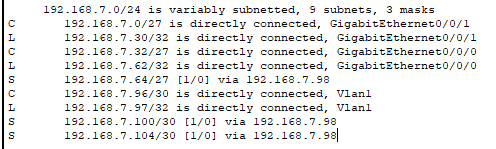 192.168.7.0/24 is variably subnetted, 9 subnets, 3 masks
C 192.168.7.0/27 is directly connected, GigabitEthernet0/0/1
L 192.168.7.30/32 is directly connected, GigabitEthernet0/0/1
C 192.168.7.32/27 is directly connected, GigabitEthernet0/0/0
L 192.168.7.62/32 is directly connected, GigabitEthernet0/0/0
S 192.168.7.64/27 [1/0] via 192.168.7.98
C 192.168.7.96/30 is directly connected, Vlan1
L 192.168.7.97/32 is directly connected, Vlan1
S 192.168.7.100/30 [1/0] via 192.168.7.98
S 192.168.7.104/30 [1/0] via 192.168.7.98